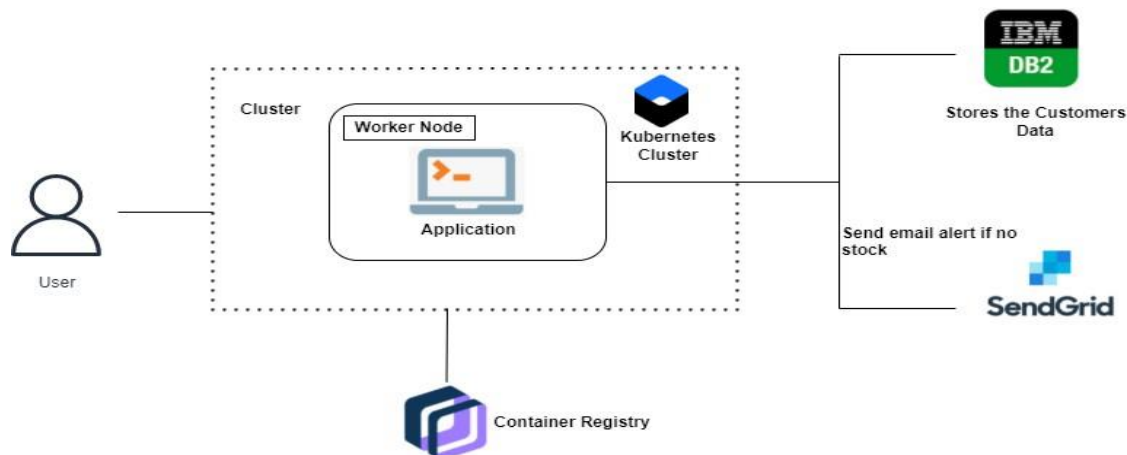 IBM
DB2
Stores the Customers
Data
Cluster
Worker Node
Kubernetes
Cluster
Application
User
Send email alert if no
stock
SendGrid
Container Registry